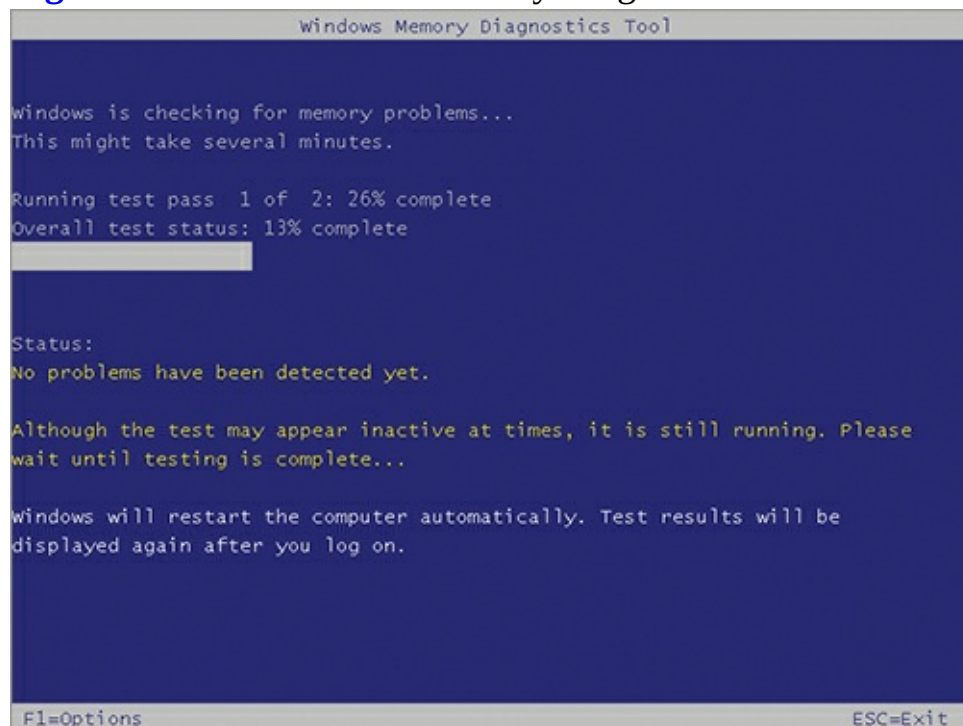 Windows Memory Diagnostics Tool
Windows is checking for memory problems...
This might take several minutes.
Running test pass  1 of  2: 26% complete
Overall test status: 13% complete
Status:
No problems have been detected yet.
Although the test may appear inactive at times, it is still running. Please
wait until testing is complete...
Windows will restart the computer automatically. Test results will be
displayed again after you log on.
F1=Options ESC=Exit